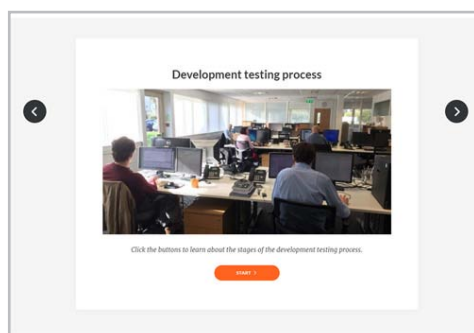 Development testing process
Click the buttons to learn about the stages of the development testing process.
START